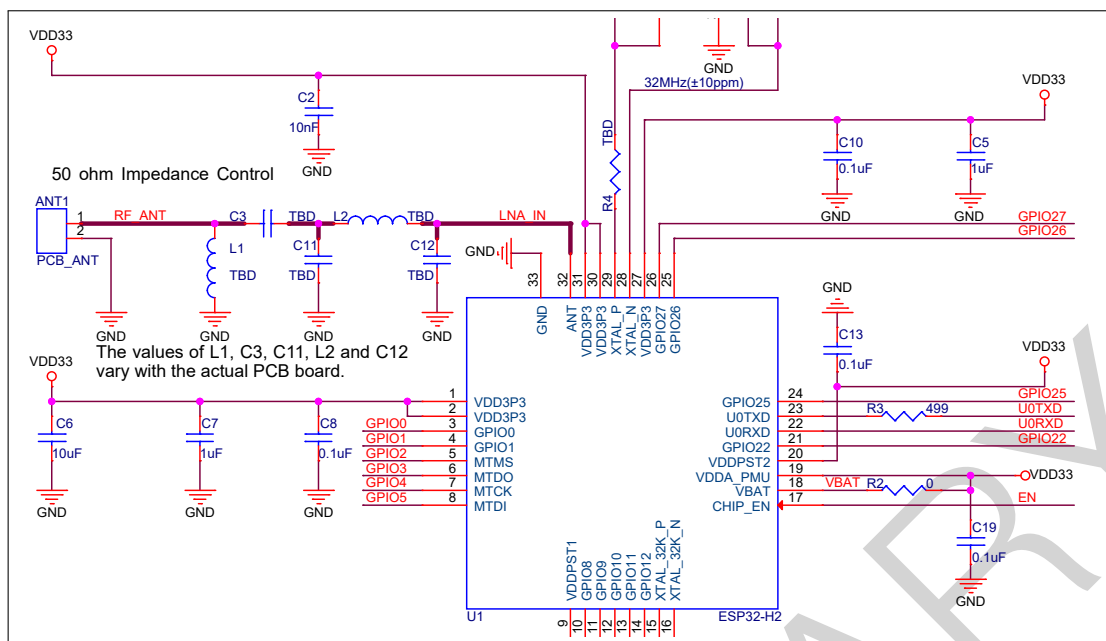 VDD33
GND
32MHz(±10ppm)
VDD33
C2
10nF
GND
TBD
R4
C10
0.1uF
GND
C5
1uF
GND
50 ohm Impedance Control
ANT1
1
2
PCB_ANT
RF_ANT
C3
TBD
L2
TBD
LNA_IN
L1
TBD
C11
TBD
C12
TBD
GND
GND
GND
GND
GND
GPIO27
GPIO26
The values of L1, C3, C11, L2 and C12
vary with the actual PCB board.
33
32
31
30
29
28
27
26
25
GND
ANT
VDD3P3
VDD3P3
XTAL_P
XTAL_N
VDD3P3
GPIO27
GPIO26
GND
C13
0.1uF
VDD33
VDD33
C6
10uF
GND
C7
1uF
GND
C8
0.1uF
GND
GPIO0
GPIO1
GPIO2
GPIO3
GPIO4
GPIO5
1 VDD3P3
2 VDD3P3
3 GPIO0
4 GPIO1
5 MTMS
6 MTDO
7 MTCK
8 MTDI
GPIO25 24 GPIO25
U0TXD 23 R3 499 U0TXD
U0RXD 22 U0RXD
GPIO22 21 GPIO22
VDDPST2 20
VDDA_PMU 19 VDD33
VBAT 18 VBAT R2 0
CHIP_EN 17 EN
C19
0.1uF
GND
VDDPST1
GPIO8
GPIO9
GPIO10
GPIO11
GPIO12
XTAL_32K_P
XTAL_32K_N
U1
ESP32-H2
9
10
11
12
13
14
15
16